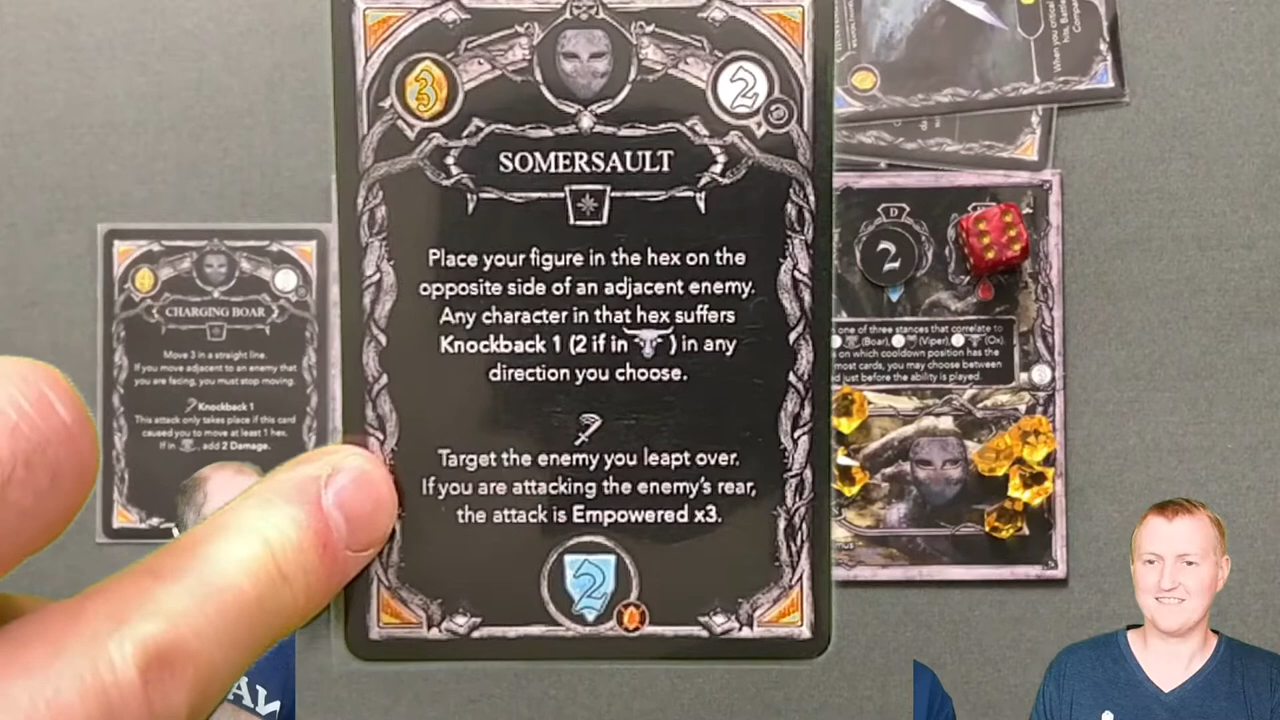 3
2
SOMERSAULT
Place your figure in the hex on the
opposite side of an adjacent enemy.
Any character in that hex suffers
Knockback 1 (2 if in ) in any
direction you choose.
Target the enemy you leapt over.
If you are attacking the enemy's rear,
the attack is Empowered x3.
2
CHARGING BOAR
Move 3 in a straight line.
If you move adjacent to an enemy that
you are facing, you must stop moving.
Knockback 1
This attack only takes place if this card
caused you to move at least 1 hex.
If in , add 2 Damage.
When you critical
D
2
one of three stances that correlate to
(Boar), (Viper), (Ox).
on which cooldown position has the
most cards, you may choose between
d just before the ability is played.
AW